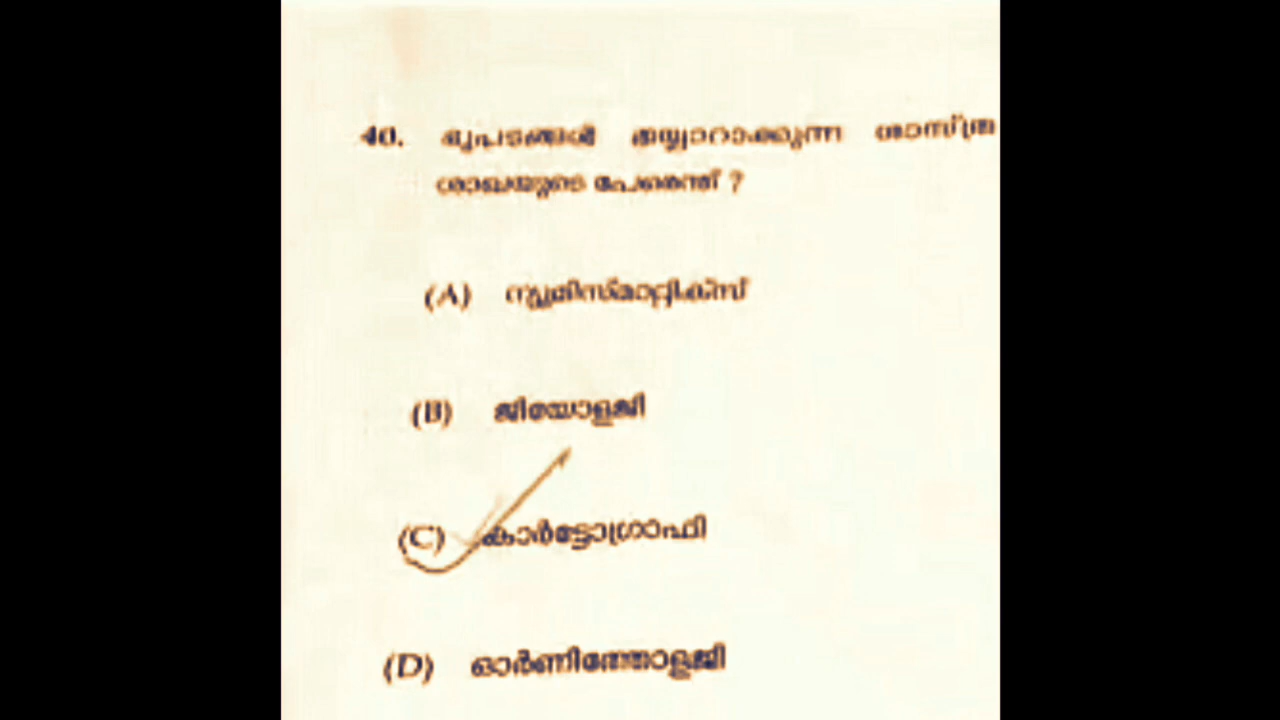 40. ഭൂപടങ്ങൾ തയ്യാറാക്കുന്ന ശാസ്ത്ര
ശാഖയുടെ പേരെന്ത് ?
(A) ന്യൂമിസ്മാറ്റിക്സ്
(B) ജിയോളജി
(C) കാർട്ടോഗ്രാഫി
(D) ഓർണിത്തോളജി